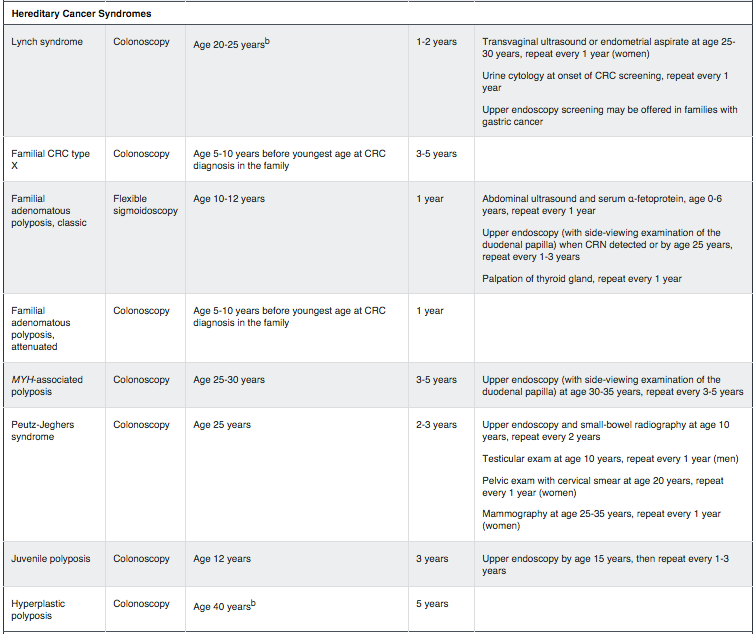 Hereditary Cancer Syndromes
Lynch syndrome
Colonoscopy
Age 20-25 yearsb
1-2 years
Transvaginal ultrasound or endometrial aspirate at age 25-
30 years, repeat every 1 year (women)
Urine cytology at onset of CRC screening, repeat every 1
year
Upper endoscopy screening may be offered in families with
gastric cancer
Familial CRC type
X
Colonoscopy
Age 5-10 years before youngest age at CRC
diagnosis in the family
3-5 years
Familial
adenomatous
polyposis, classic
Flexible
sigmoidoscopy
Age 10-12 years
1 year
Abdominal ultrasound and serum α-fetoprotein, age 0-6
years, repeat every 1 year
Upper endoscopy (with side-viewing examination of the
duodenal papilla) when CRN detected or by age 25 years,
repeat every 1-3 years
Palpation of thyroid gland, repeat every 1 year
Familial
adenomatous
polyposis,
attenuated
Colonoscopy
Age 5-10 years before youngest age at CRC
diagnosis in the family
1 year
MYH-associated
polyposis
Colonoscopy
Age 25-30 years
3-5 years
Upper endoscopy (with side-viewing examination of the
duodenal papilla) at age 30-35 years, repeat every 3-5 years
Peutz-Jeghers
syndrome
Colonoscopy
Age 25 years
2-3 years
Upper endoscopy and small-bowel radiography at age 10
years, repeat every 2 years
Testicular exam at age 10 years, repeat every 1 year (men)
Pelvic exam with cervical smear at age 20 years, repeat
every 1 year (women)
Mammography at age 25-35 years, repeat every 1 year
(women)
Juvenile polyposis
Colonoscopy
Age 12 years
3 years
Upper endoscopy by age 15 years, then repeat every 1-3
years
Hyperplastic
polyposis
Colonoscopy
Age 40 yearsb
5 years